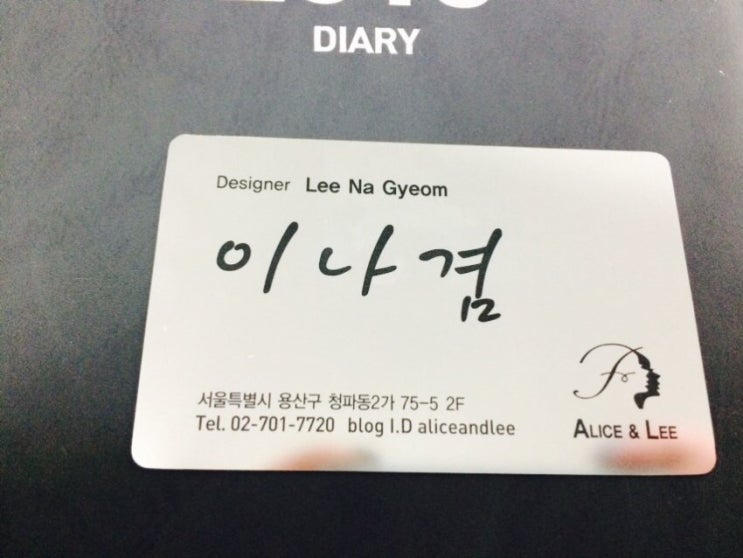 DIARY
Designer Lee Na Gyeom
이나겸
서울특별시 용산구 청파동2가 75-5 2F
Tel. 02-701-7720 blog I.D aliceandlee
ALICE & LEE